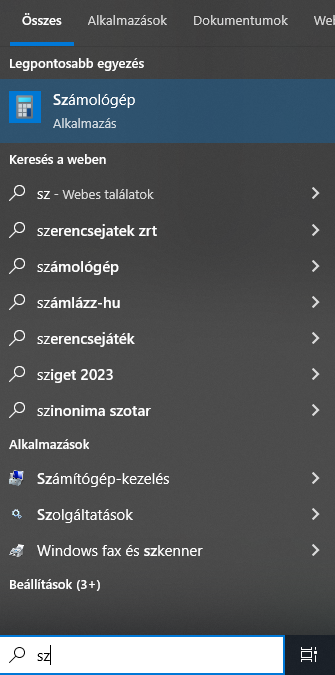 Összes Alkalmazások Dokumentumok We
Legpontosabb egyezés
Számológép
Alkalmazás
Keresés a weben
sz - Webes találatok
szerencsejatek zrt
számológép
számlázz-hu
szerencsejáték
sziget 2023
szinonima szotar
Alkalmazások
Számítógép-kezelés
Szolgáltatások
Windows fax és szkenner
Beállítások (3+)
sz